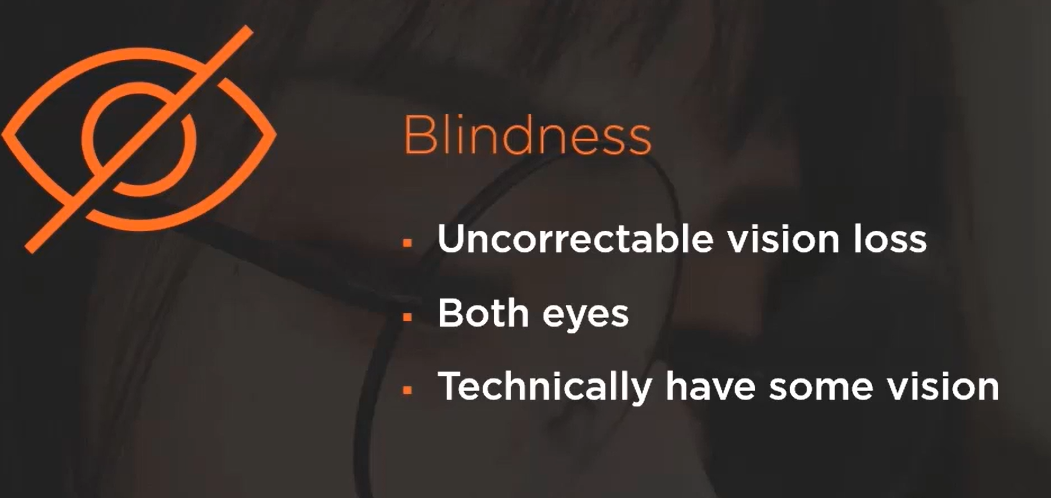 Blindness
Uncorrectable vision loss
Both eyes
Technically have some vision